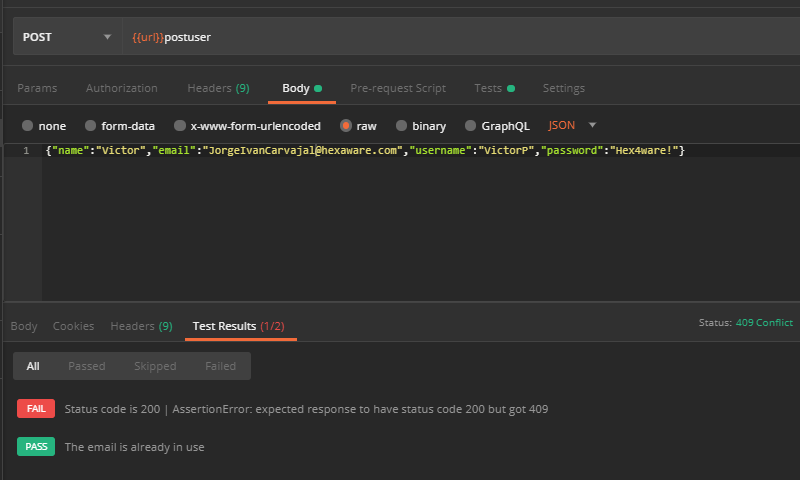 POST {{url}}postuser
Params Authorization Headers (9) Body Pre-request Script Tests Settings
none form-data x-www-form-urlencoded raw binary GraphQL JSON
1 {"name":"Victor","email":"JorgeIvanCarvajal@hexaware.com","username":"VictorP","password":"Hex4ware!"}
Body Cookies Headers (9) Test Results (1/2) Status: 409 Conflict
All Passed Skipped Failed
FAIL Status code is 200 | AssertionError: expected response to have status code 200 but got 409
PASS The email is already in use